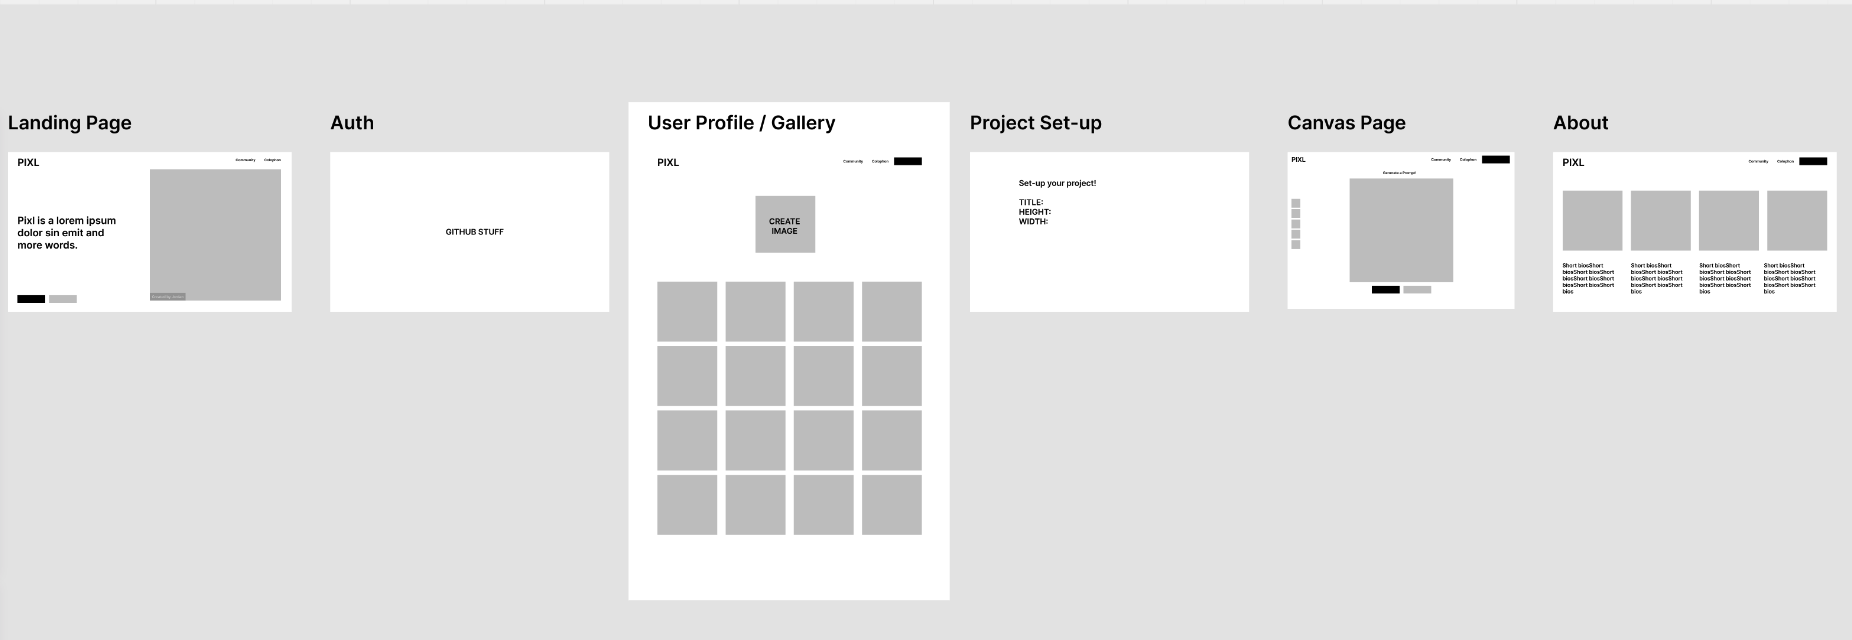 Landing Page
PIXL
Community Colophon
Pixl is a lorem ipsum
dolor sin emit and
more words.
Auth
GITHUB STUFF
User Profile / Gallery
PIXL
Community Colophon
CREATE
IMAGE
Project Set-up
Set-up your project!
TITLE:
HEIGHT:
WIDTH:
Canvas Page
PIXL
Community Colophon
Generate a Prompt!
About
PIXL
Community Colophon
Short biosShort
biosShort biosShort
biosShort biosShort
biosShort biosShort
bios
Short biosShort
biosShort biosShort
biosShort biosShort
biosShort biosShort
bios
Short biosShort
biosShort biosShort
biosShort biosShort
biosShort biosShort
bios
Short biosShort
biosShort biosShort
biosShort biosShort
biosShort biosShort
bios